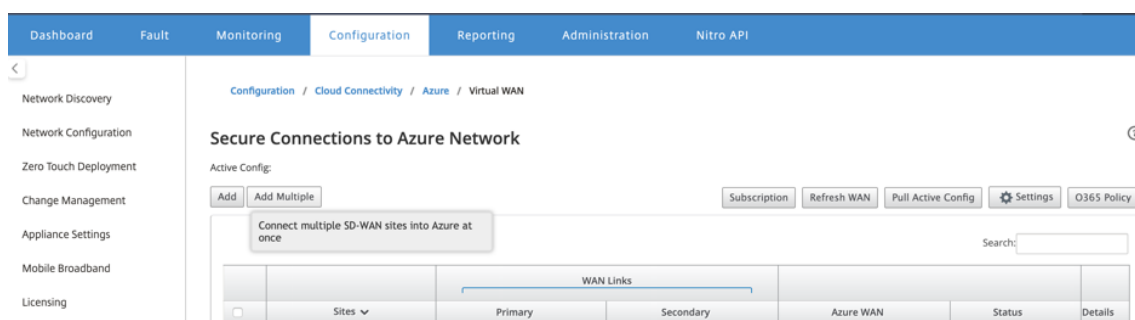 Dashboard Fault Monitoring Configuration Reporting Administration Nitro API
Network Discovery
Network Configuration
Zero Touch Deployment
Change Management
Appliance Settings
Mobile Broadband
Licensing
Configuration / Cloud Connectivity / Azure / Virtual WAN
Secure Connections to Azure Network
Active Config:
Add Add Multiple Subscription Refresh WAN Pull Active Config Settings O365 Policy
Connect multiple SD-WAN sites into Azure at
once
Search:
WAN Links
Sites Primary Secondary Azure WAN Status Details